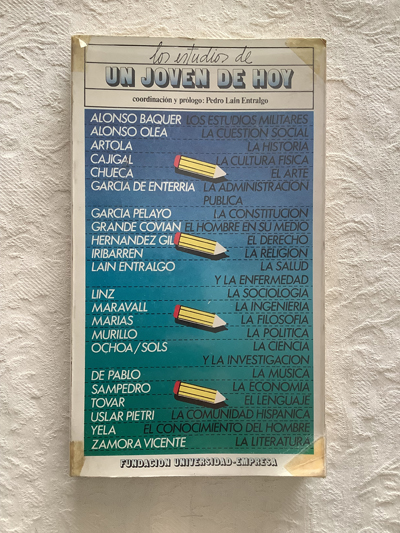 los estudios de
UN JOVEN DE HOY
coordinación y prólogo: Pedro Laín Entralgo
ALONSO BAQUER LOS ESTUDIOS MILITARES
ALONSO OLEA LA CUESTION SOCIAL
ARTOLA LA HISTORIA
CAJIGAL LA CULTURA FISICA
CHUECA EL ARTE
GARCIA DE ENTERRIA LA ADMINISTRACION
PUBLICA
GARCIA PELAYO LA CONSTITUCION
GRANDE COVIAN EL HOMBRE EN SU MEDIO
HERNANDEZ GIL EL DERECHO
IRIBARREN LA RELIGION
LAIN ENTRALGO LA SALUD
Y LA ENFERMEDAD
LINZ LA SOCIOLOGIA
MARAVALL LA INGENIERIA
MARIAS LA FILOSOFIA
MURILLO LA POLITICA
OCHOA/SOLS LA CIENCIA
Y LA INVESTIGACION
DE PABLO LA MUSICA
SAMPEDRO LA ECONOMIA
TOVAR EL LENGUAJE
USLAR PIETRI LA COMUNIDAD HISPANICA
YELA EL CONOCIMIENTO DEL HOMBRE
ZAMORA VICENTE LA LITERATURA
FUNDACION UNIVERSIDAD-EMPRESA